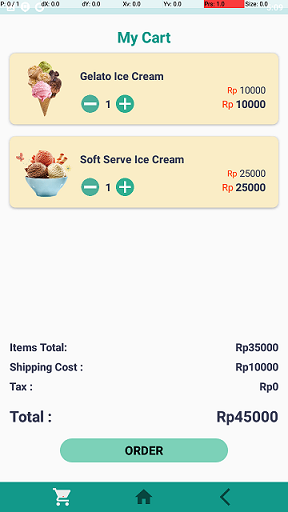 P: 0 / 1 dX: 0.0 dY: 0.0 Xv: 0.0 Yv: 0.0 Prs: 1.0 Size: 0.0
My Cart
Gelato Ice Cream
Rp 10000
1
Rp 10000
Soft Serve Ice Cream
Rp 25000
1
Rp 25000
Items Total: Rp35000
Shipping Cost : Rp10000
Tax : Rp0
Total : Rp45000
ORDER